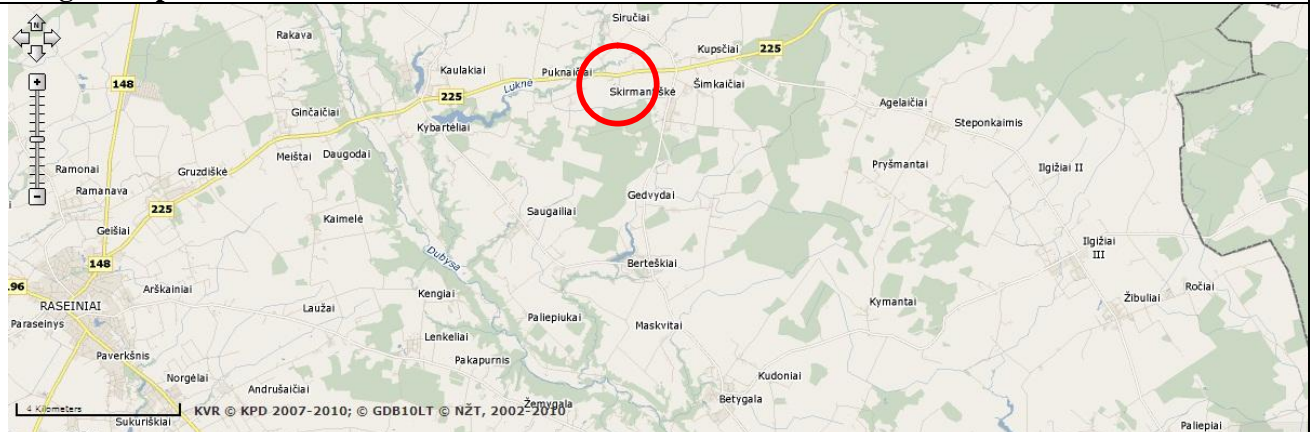 N
Siručiai
Rakava
Kupsčiai
225
Kaulakiai
Puknaičiai
148
Šimkaičiai
Lukne
Skirmantiškė
225
Agelaičiai
Ginčaičiai
Steponkaimis
Kybartėliai
Meištai
Daugodai
Pryšmantai
Ilgižiai II
Ramonai
Gruzdiškė
Ramanava
Gedvydai
225
Saugailiai
Kaimelė
Geišiai
Ilgižiai
III
Dubysa
148
Berteškiai
.96
Arškainiai
Kengiai
Ročiai
RASEINIAI
Laužai
Kymantai
Žibuliai
Paliepiukai
Paraseinys
Maskvitai
Lenkeliai
Paverkšnis
Pakapurnis
Norgėlai
Kudoniai
Andrušaičiai
Betygala
Žemygala
4 Kilometers
KVR © KPD 2007-2010; © GDB10LT © NŽT, 2002-2010
Sukuriškiai
Paliepiai